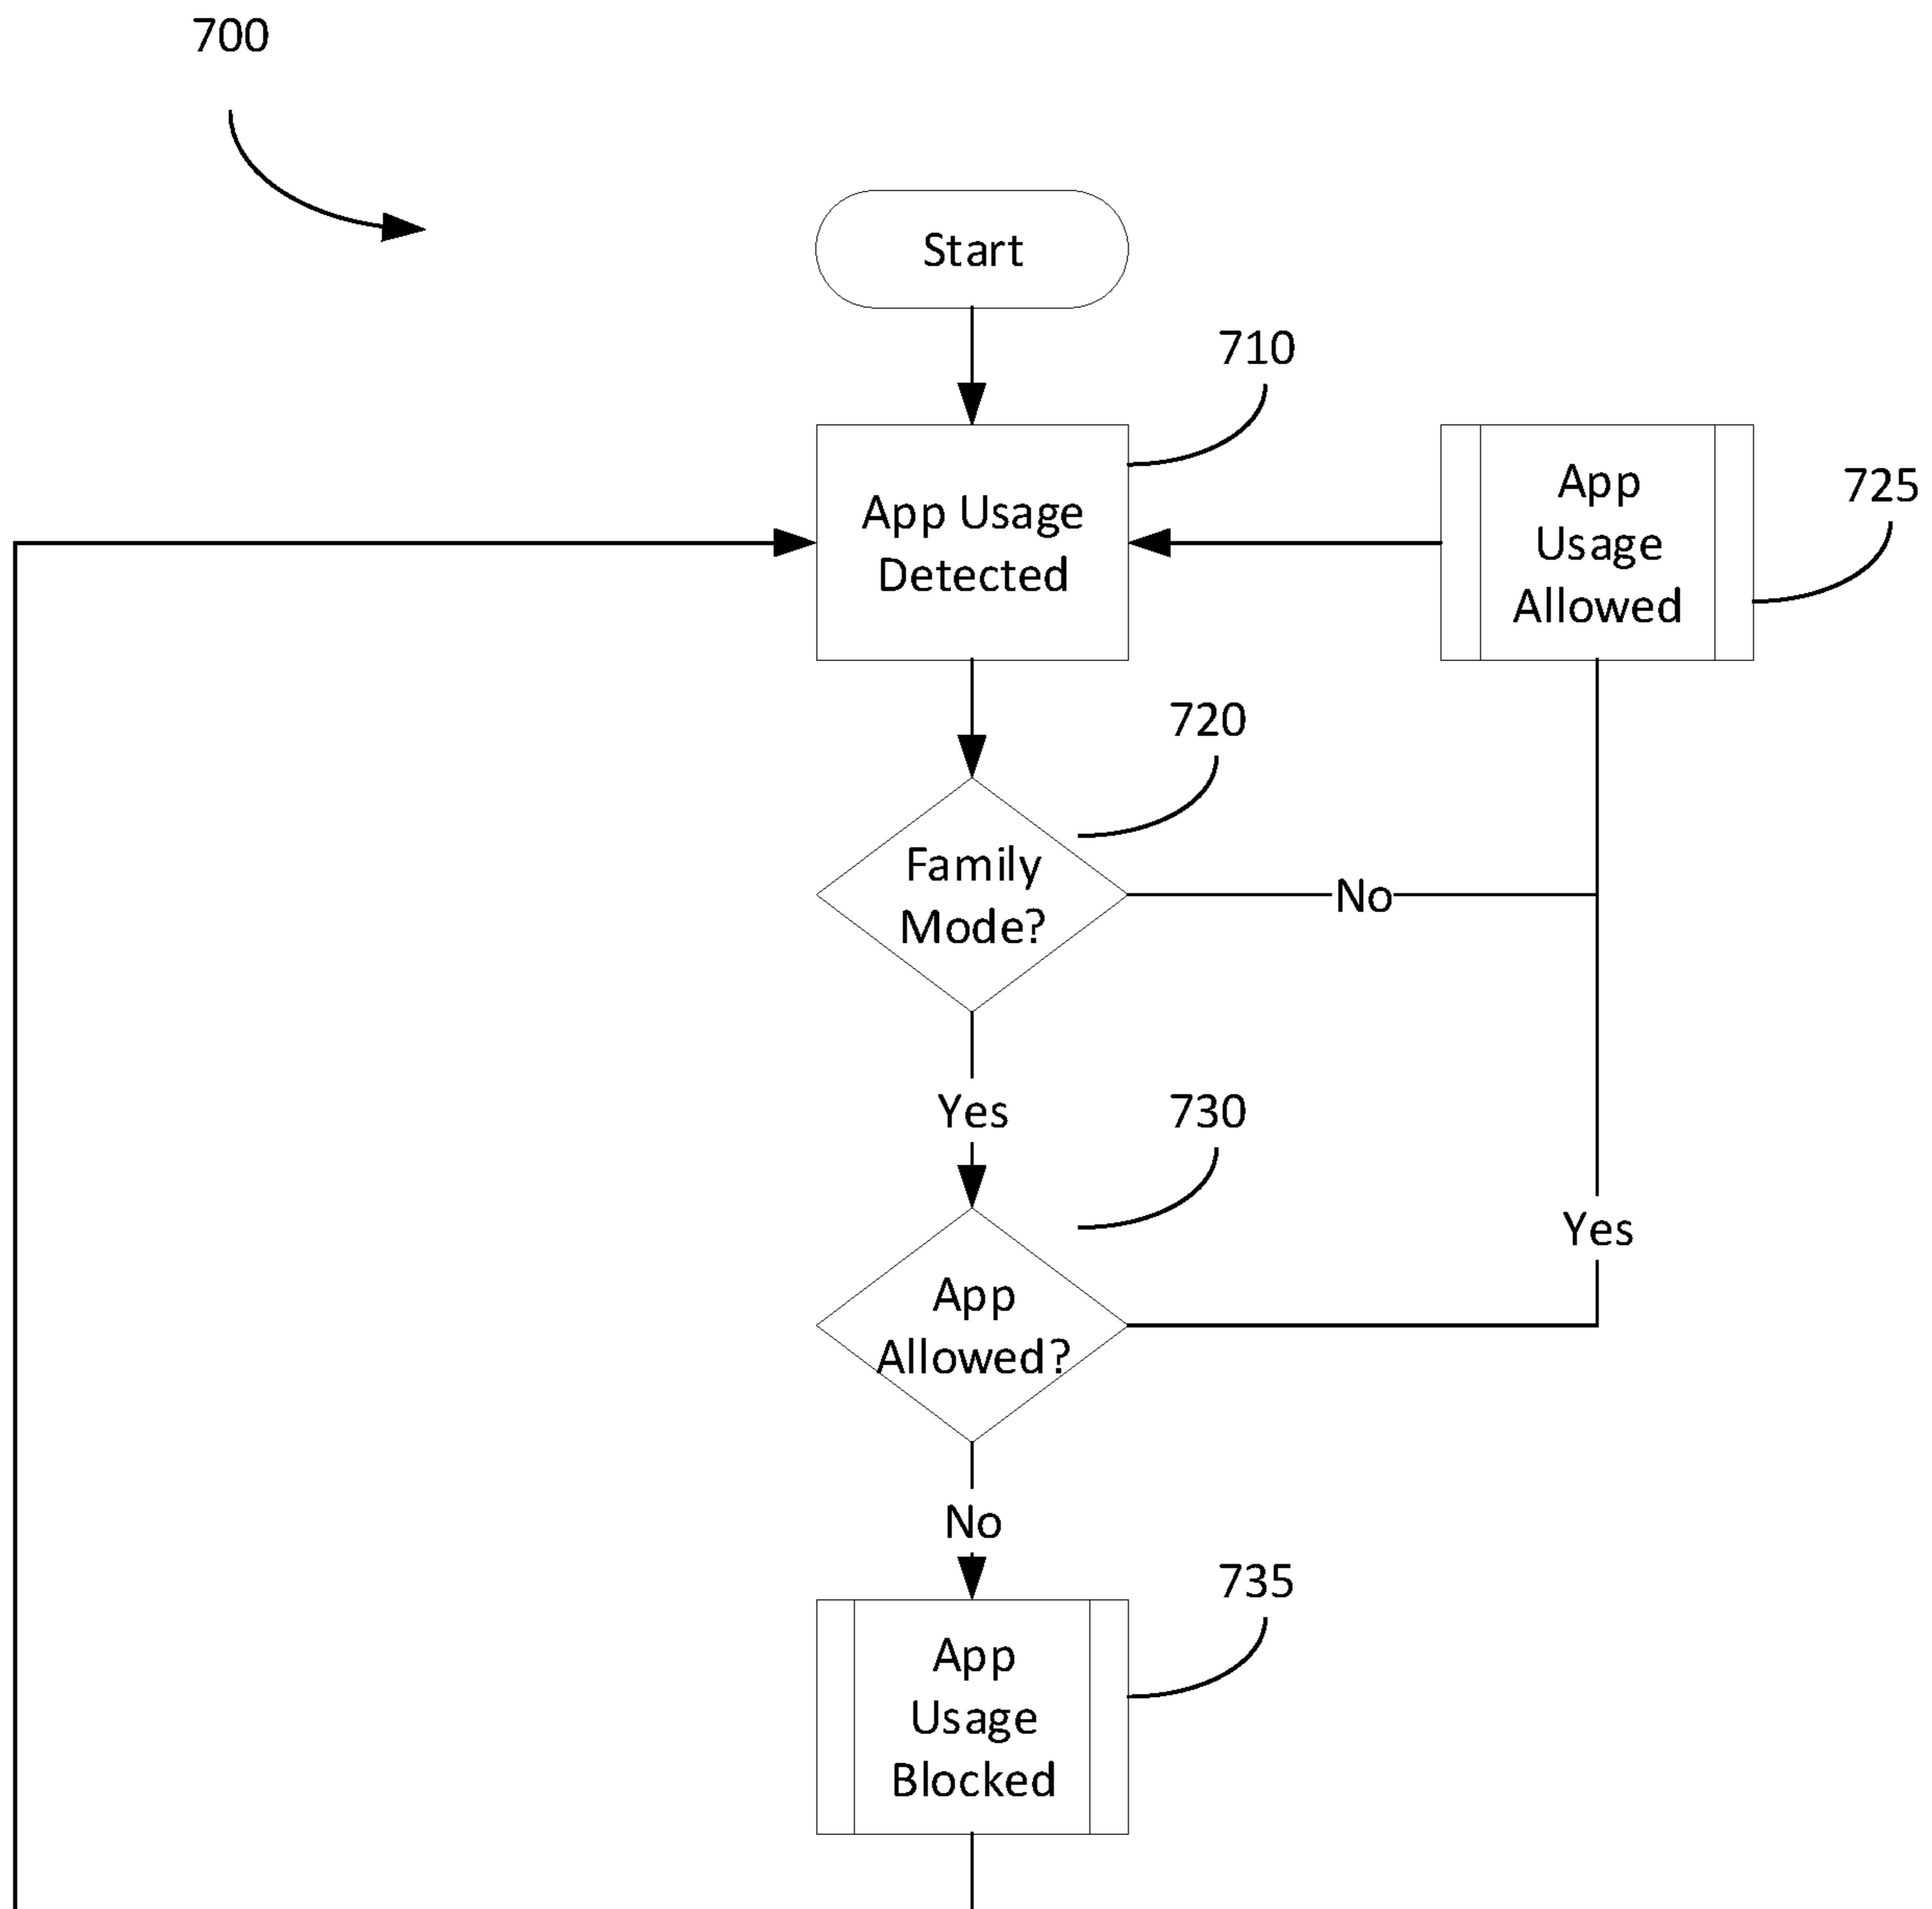 700
Start
710
App Usage
Detected
App
Usage
Allowed
725
720
Family
Mode?
No
Yes
730
Yes
App
Allowed?
No
735
App
Usage
Blocked